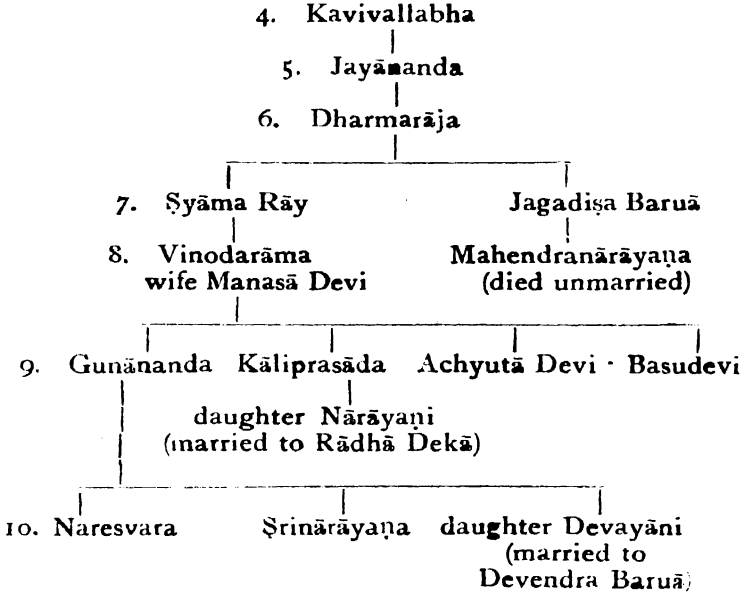 4. Kavivallabha
5. Jayānanda
6. Dharmarāja
7. Ṣyāma Rāy Jagadiṣa Baruā
8. Vinodarāma Mahendranārāyaṇa
wife Manasā Devi (died unmarried)
9. Gunānanda Kāliprasāda Achyutā Devi · Basudevi
daughter Nārāyaṇi
(married to Rādhā Dekā)
10. Naresvara Ṣrinārāyaṇa daughter Devayāni
(married to
Devendra Baruā)